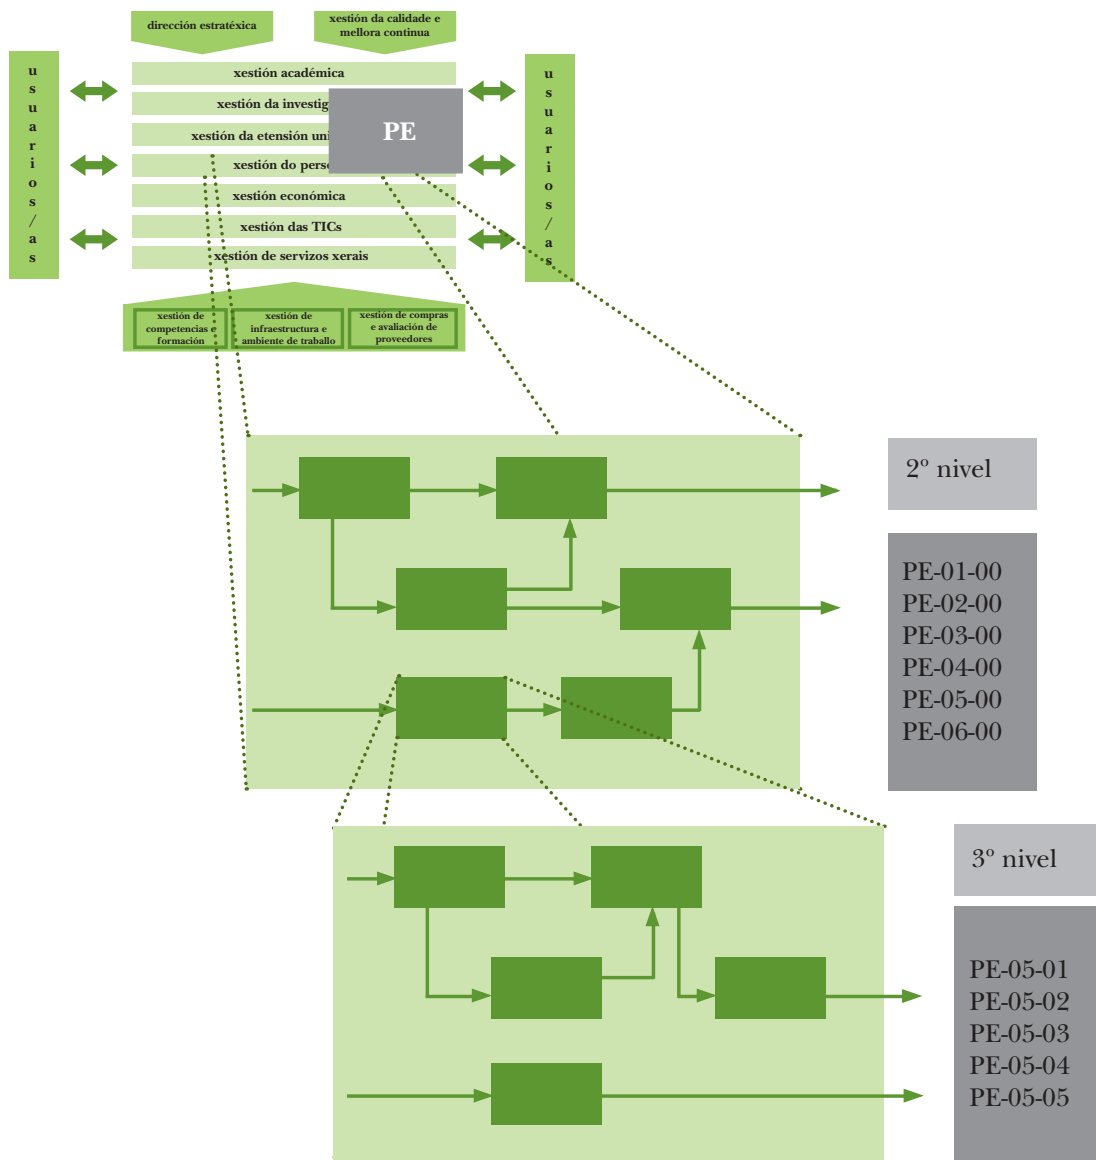 dirección estratéxica
xestión da calidade e
mellora continua
usuarios/as
xestión académica
xestión da investig
xestión da etensión uni
xestión do perso
xestión económica
xestión das TICs
xestión de servizos xerais
PE
usuarios/as
xestión de
competencias e
formación
xestión de
infraestructura e
ambiente de traballo
xestión de compras
e avaliación de
proveedores
2º nivel
PE-01-00
PE-02-00
PE-03-00
PE-04-00
PE-05-00
PE-06-00
3º nivel
PE-05-01
PE-05-02
PE-05-03
PE-05-04
PE-05-05